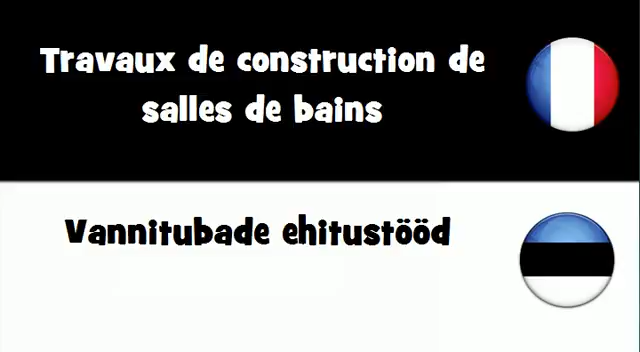 Travaux de construction de
salles de bains
Vannitubade ehitustööd